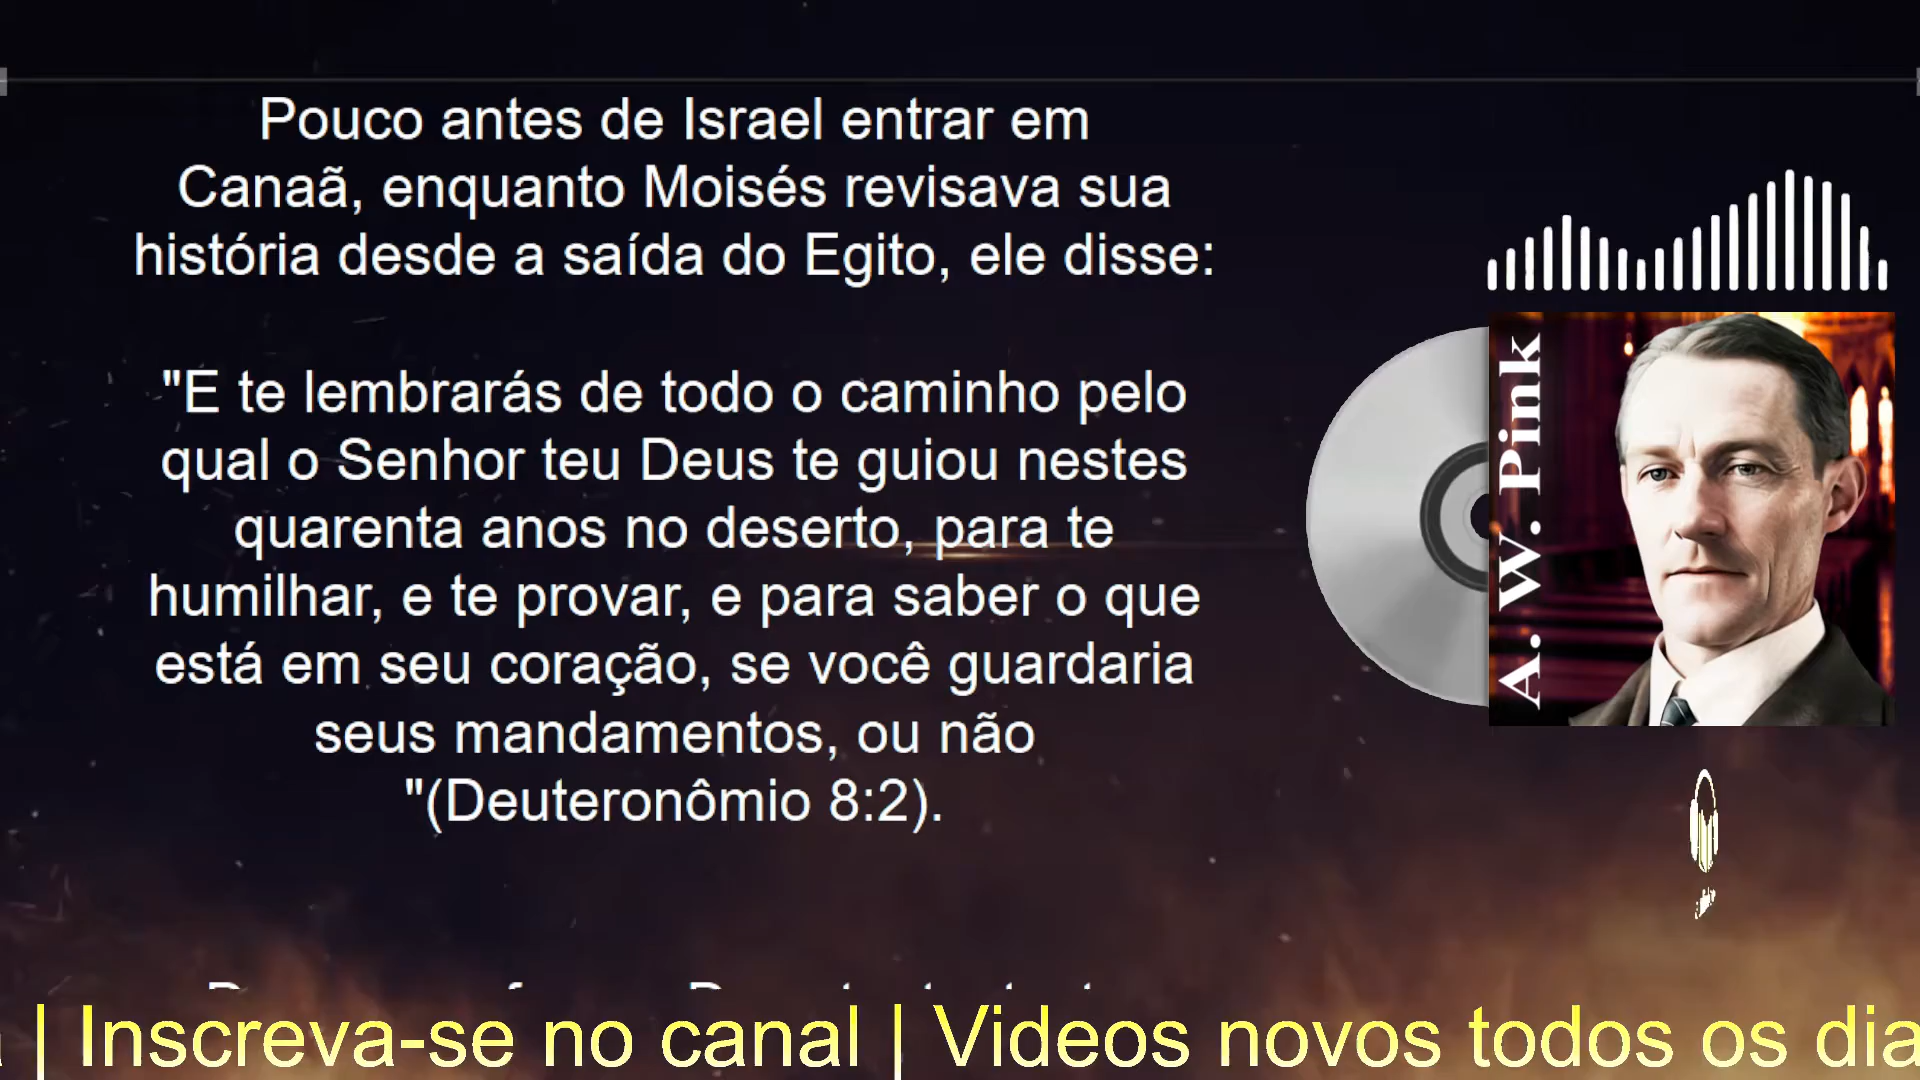 Pouco antes de Israel entrar em
Canaã, enquanto Moisés revisava sua
história desde a saída do Egito, ele disse:
"E te lembrarás de todo o caminho pelo
qual o Senhor teu Deus te guiou nestes
quarenta anos no deserto, para te
humilhar, e te provar, e para saber o que
está em seu coração, se você guardaria
seus mandamentos, ou não
"(Deuteronômio 8:2).
A. W. Pink
| Inscreva-se no canal | Videos novos todos os dia